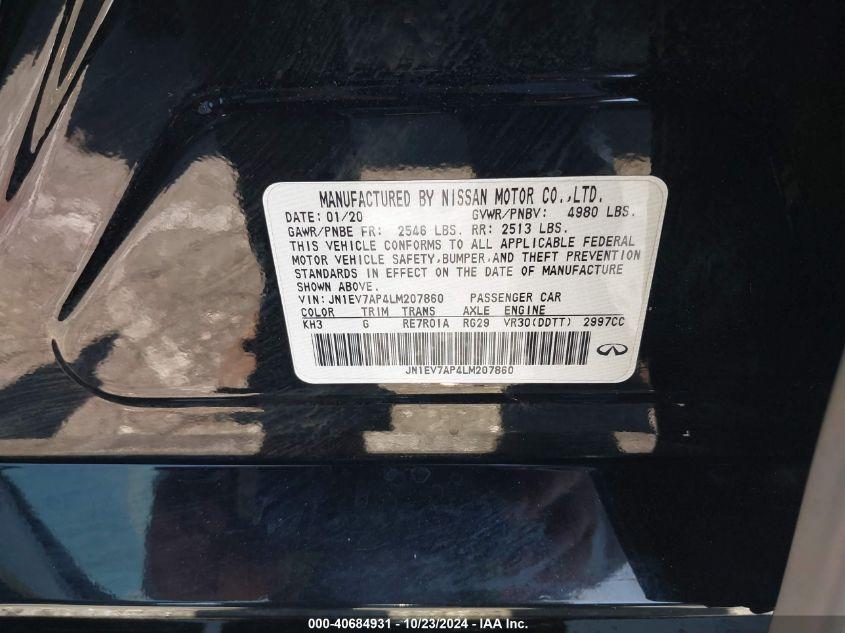 MANUFACTURED BY NISSAN MOTOR CO.,LTD.
DATE: 01/20 GVWR/PNBV: 4980 LBS.
GAWR/PNBE FR: 2546 LBS. RR: 2513 LBS.
THIS VEHICLE CONFORMS TO ALL APPLICABLE FEDERAL
MOTOR VEHICLE SAFETY,BUMPER,AND THEFT PREVENTION
STANDARDS IN EFFECT ON THE DATE OF MANUFACTURE
SHOWN ABOVE.
VIN: JN1EV7AP4LM207860 PASSENGER CAR
COLOR TRIM TRANS AXLE ENGINE
KH3 G RE7R01A RG29 VR30(DDTT) 2997CC
JN1EV7AP4LM207860
000-40684931 - 10/23/2024 - IAAI.com